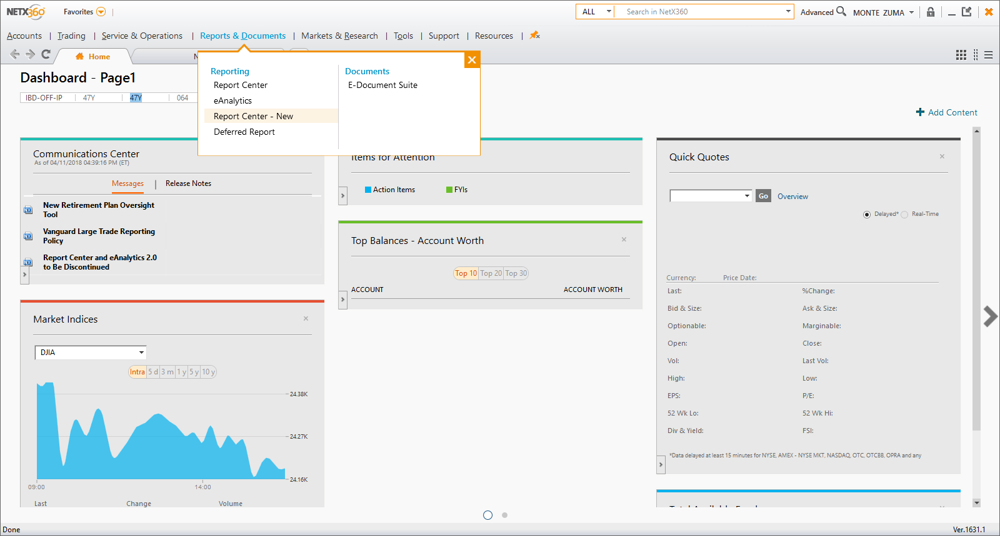 NETX360
Favorites
ALL
Search in NetX360
Advanced
MONTE ZUMA
Accounts | Trading | Service & Operations | Reports & Documents | Markets & Research | Tools | Support | Resources |
Home
N
Dashboard - Page1
IBD-OFF-IP | 47Y | 47Y | 064
Reporting
Report Center
eAnalytics
Report Center - New
Deferred Report
Documents
E-Document Suite
Add Content
Communications Center
As of 04/11/2018 04:39:16 PM (ET)
Messages | Release Notes
New Retirement Plan Oversight
Tool
Vanguard Large Trade Reporting
Policy
Report Center and eAnalytics 2.0
to Be Discontinued
Market Indices
DJIA
Intra 5 d 3 m 1 y 5 y 10 y
24.38K
24.27K
24.16K
09:00 14:00
Last Change Volume
Items for Attention
Action Items FYIs
Top Balances - Account Worth
Top 10 Top 20 Top 30
ACCOUNT ACCOUNT WORTH
Quick Quotes
Go Overview
Delayed* Real-Time
Currency: Price Date:
Last: %Change:
Bid & Size: Ask & Size:
Optionable: Marginable:
Open: Close:
Vol: Last Vol:
High: Low:
EPS: P/E:
52 Wk Lo: 52 Wk Hi:
Div & Yield: FSI:
*Data delayed at least 15 minutes for NYSE, AMEX - NYSE MKT, NASDAQ, OTC, OTCBB, OPRA and any
Done
Ver.1631.1